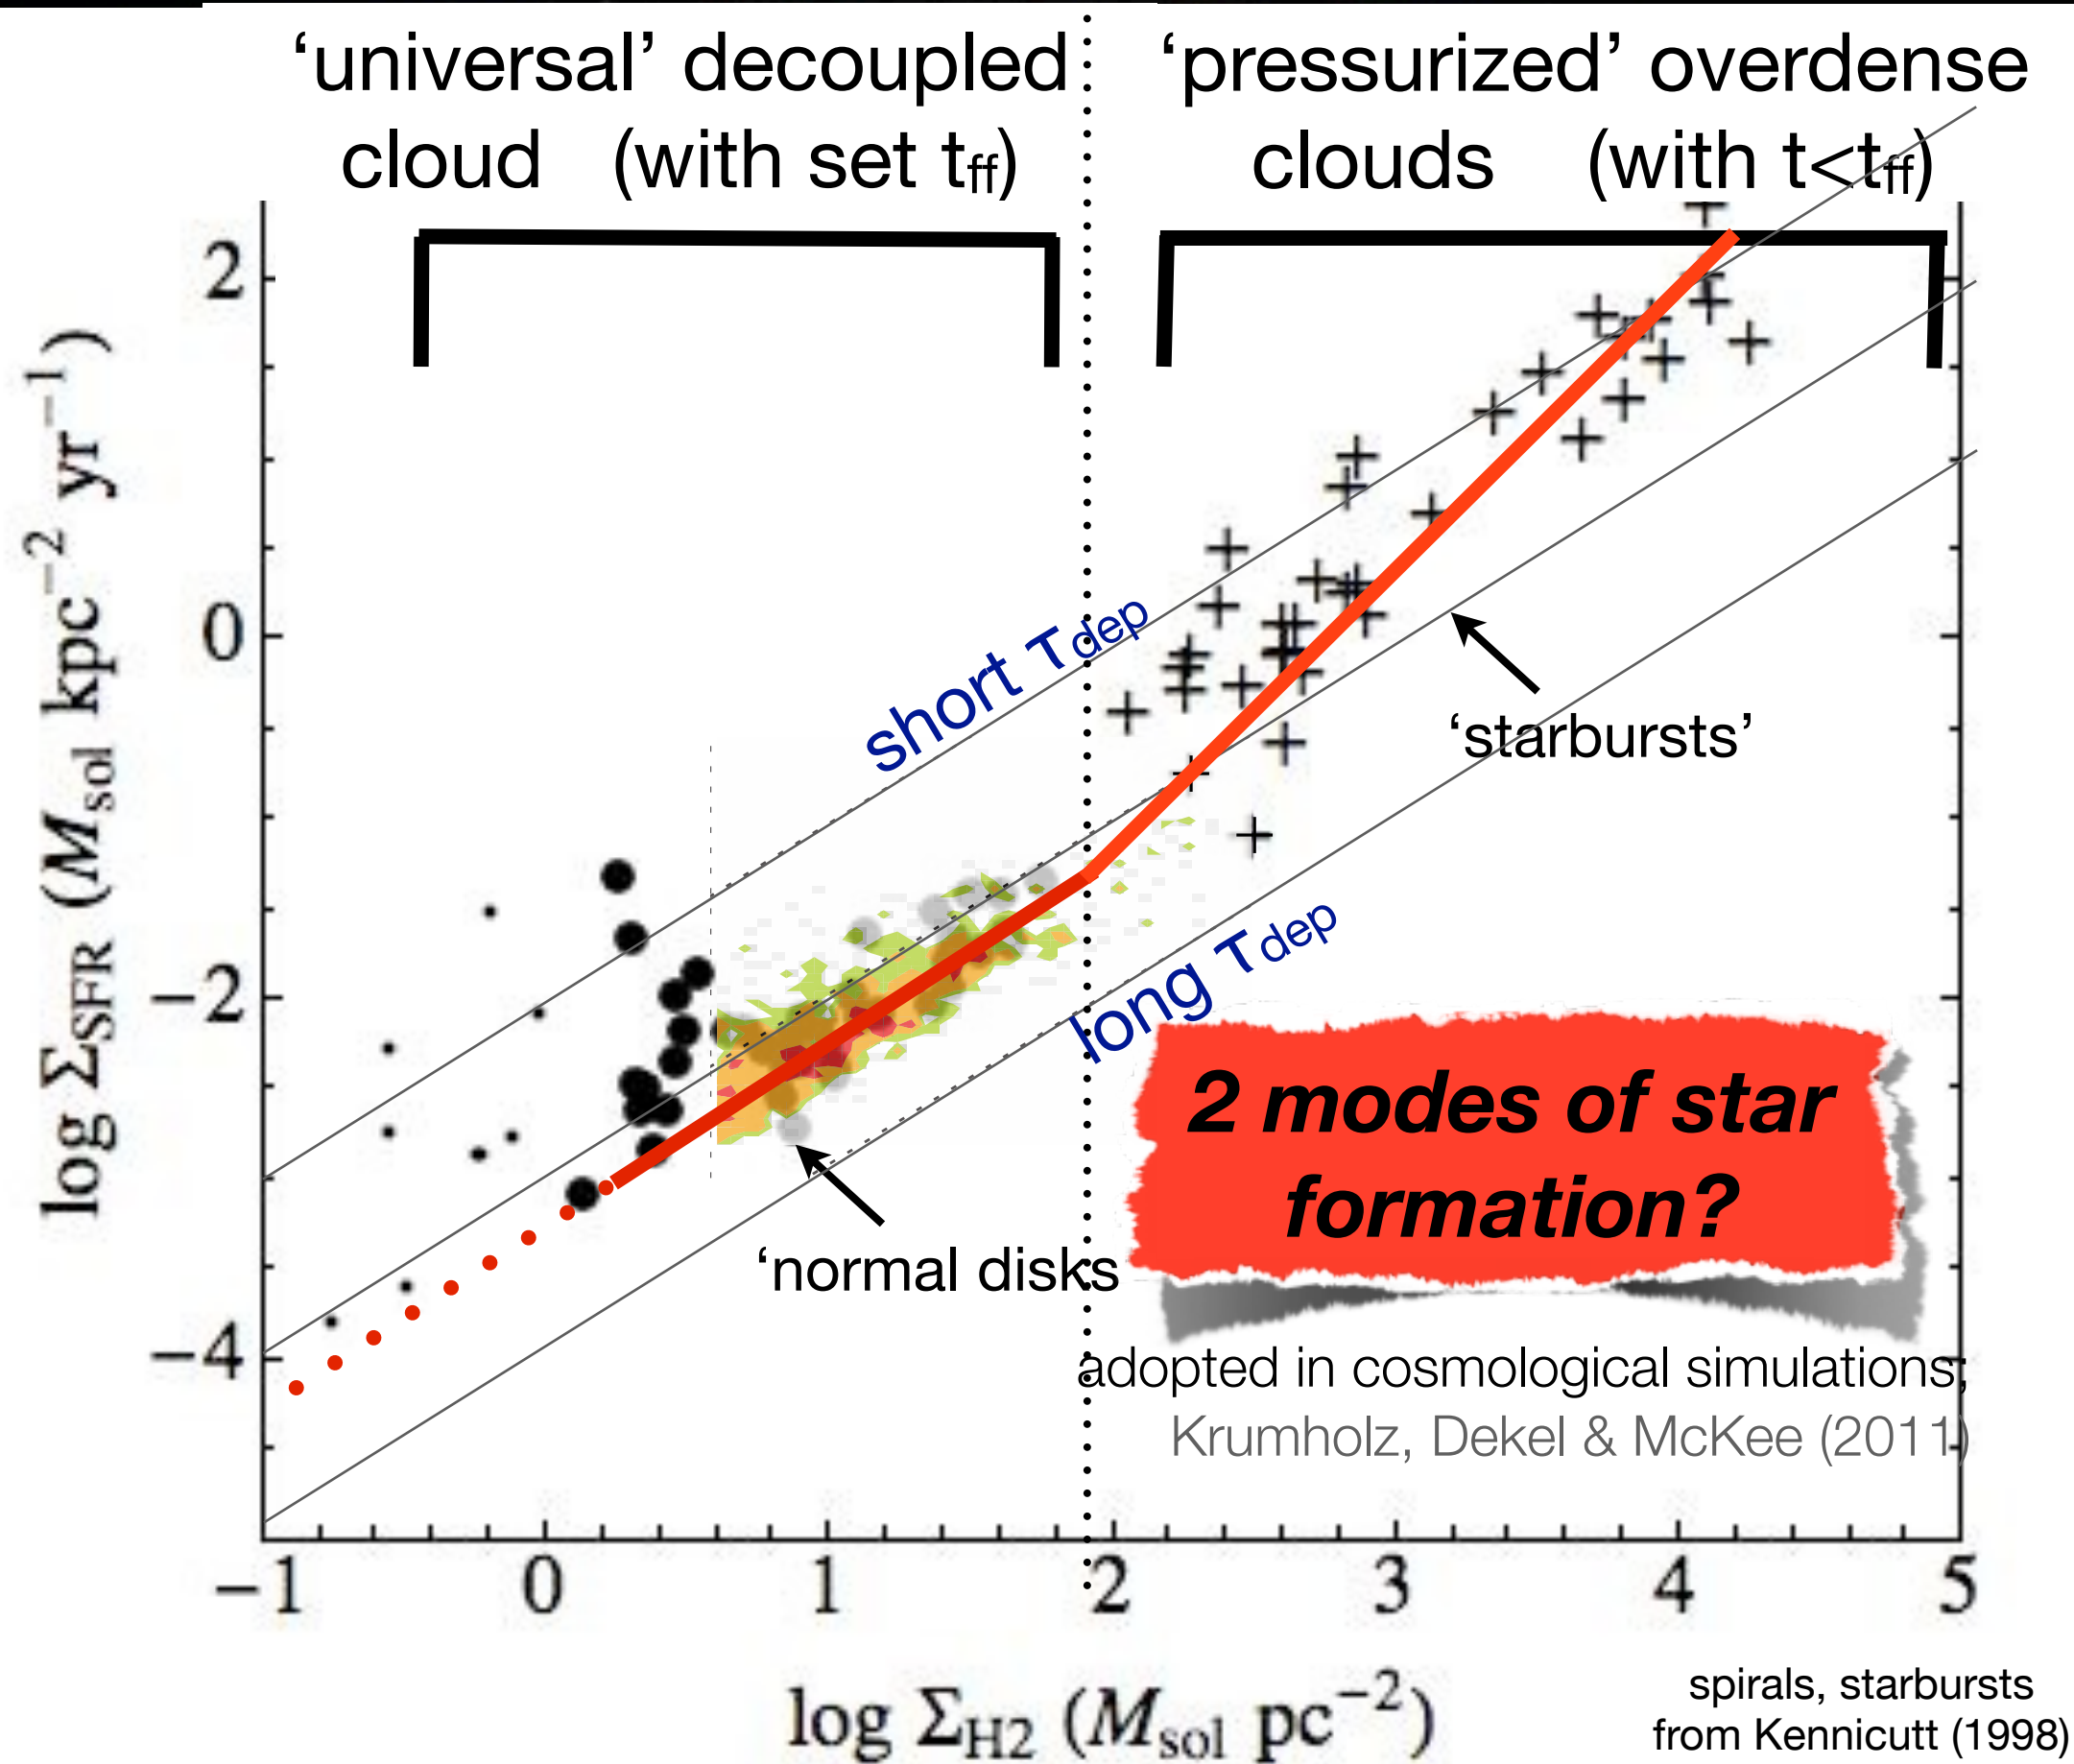 ‘universal’ decoupled
cloud (with set tff)
‘pressurized’ overdense
clouds (with t<tff)
2
0
−2
−4
log ΣSFR (Msol kpc−2 yr−1)
short τdep
long τdep
‘starbursts’
‘normal disks
2 modes of star
formation?
adopted in cosmological simulations;
Krumholz, Dekel & McKee (2011)
−1 0 1 2 3 4 5
log ΣH2 (Msol pc−2)
spirals, starbursts
from Kennicutt (1998)